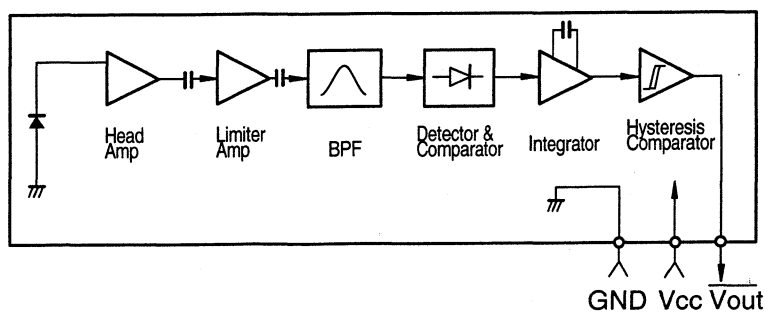 Head
Amp
Limiter
Amp
BPF
Detector &
Comparator
Integrator
Hysteresis
Comparator
GND Vcc Vout